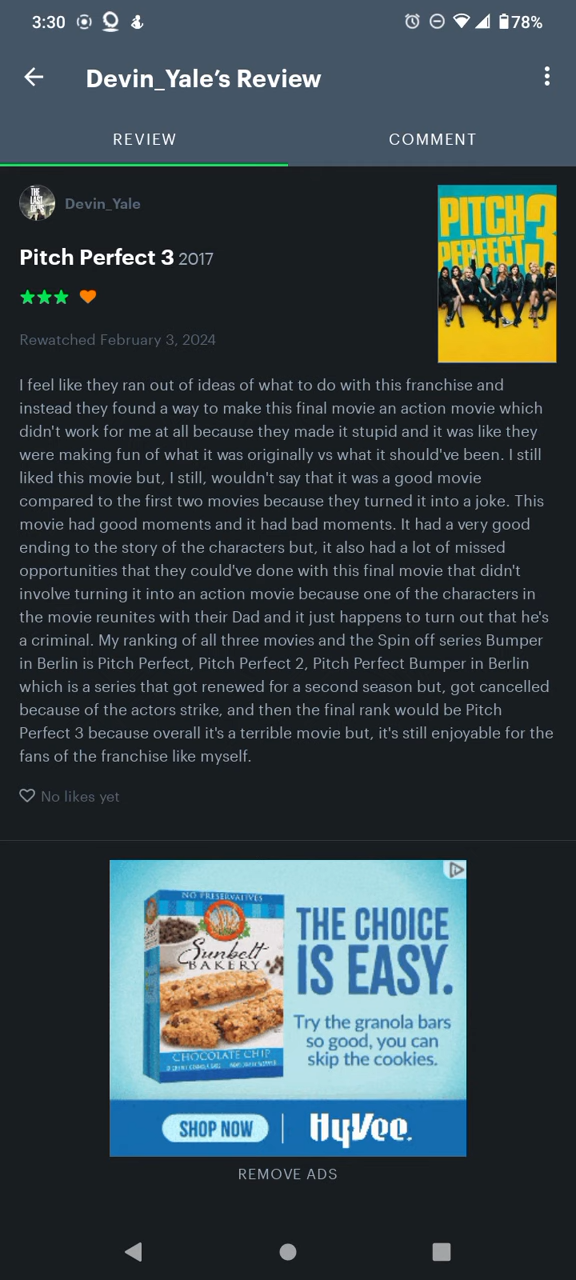 3:30
78%
Devin_Yale's Review
REVIEW
COMMENT
THE
LAST
Devin_Yale
PITCH
PERFECT 3
Pitch Perfect 3 2017
Rewatched February 3, 2024
I feel like they ran out of ideas of what to do with this franchise and
instead they found a way to make this final movie an action movie which
didn't work for me at all because they made it stupid and it was like they
were making fun of what it was originally vs what it should've been. I still
liked this movie but, I still, wouldn't say that it was a good movie
compared to the first two movies because they turned it into a joke. This
movie had good moments and it had bad moments. It had a very good
ending to the story of the characters but, it also had a lot of missed
opportunities that they could've done with this final movie that didn't
involve turning it into an action movie because one of the characters in
the movie reunites with their Dad and it just happens to turn out that he's
a criminal. My ranking of all three movies and the Spin off series Bumper
in Berlin is Pitch Perfect, Pitch Perfect 2, Pitch Perfect Bumper in Berlin
which is a series that got renewed for a second season but, got cancelled
because of the actors strike, and then the final rank would be Pitch
Perfect 3 because overall it's a terrible movie but, it's still enjoyable for the
fans of the franchise like myself.
No likes yet
NO PRESERVATIVES
Sunbelt
BAKERY
CHOCOLATE CHIP
THE CHOICE
IS EASY.
Try the granola bars
so good, you can
skip the cookies.
SHOP NOW
HyVee.
REMOVE ADS